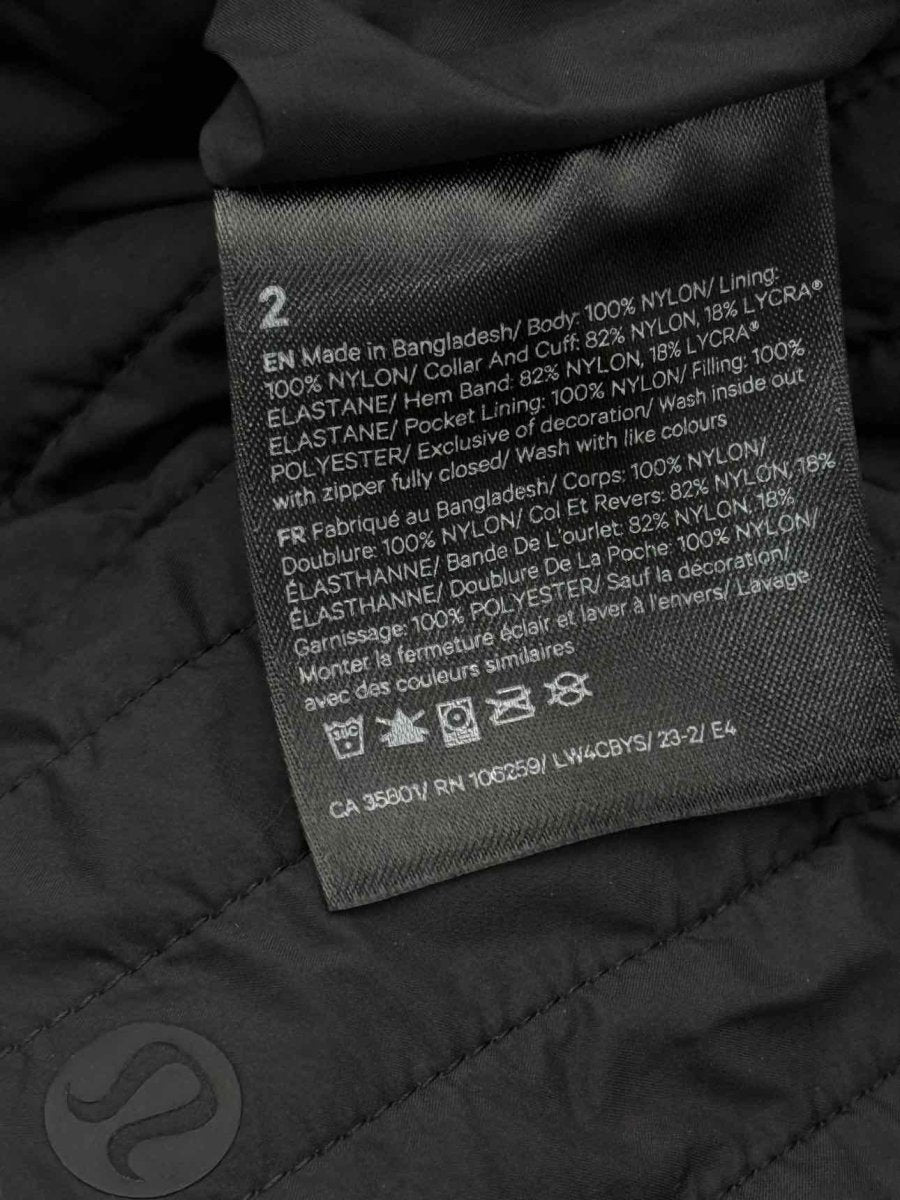 2
EN Made in Bangladesh/ Body: 100% NYLON/ Lining:
100% NYLON/ Collar And Cuff: 82% NYLON, 18% LYCRA®
ELASTANE/ Hem Band: 82% NYLON, 18% LYCRA®
ELASTANE/ Pocket Lining: 100% NYLON/ Filling: 100%
POLYESTER/ Exclusive of decoration/ Wash inside out
with zipper fully closed/ Wash with like colours
FR Fabriqué au Bangladesh/ Corps: 100% NYLON/
Doublure: 100% NYLON/ Col Et Revers: 82% NYLON, 18%
ÉLASTHANNE/ Bande De L'ourlet: 82% NYLON, 18%
ÉLASTHANNE/ Doublure De La Poche: 100% NYLON/
Garnissage: 100% POLYESTER/ Sauf la décoration/
Monter la fermeture éclair et laver à l'envers/ Lavage
avec des couleurs similaires
30C
CA 35801/ RN 106259/ LW4CBYS/ 23-2/ E4